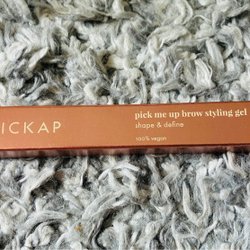 ICKAP
pick me up brow styling gel
shape & define
100% vegan